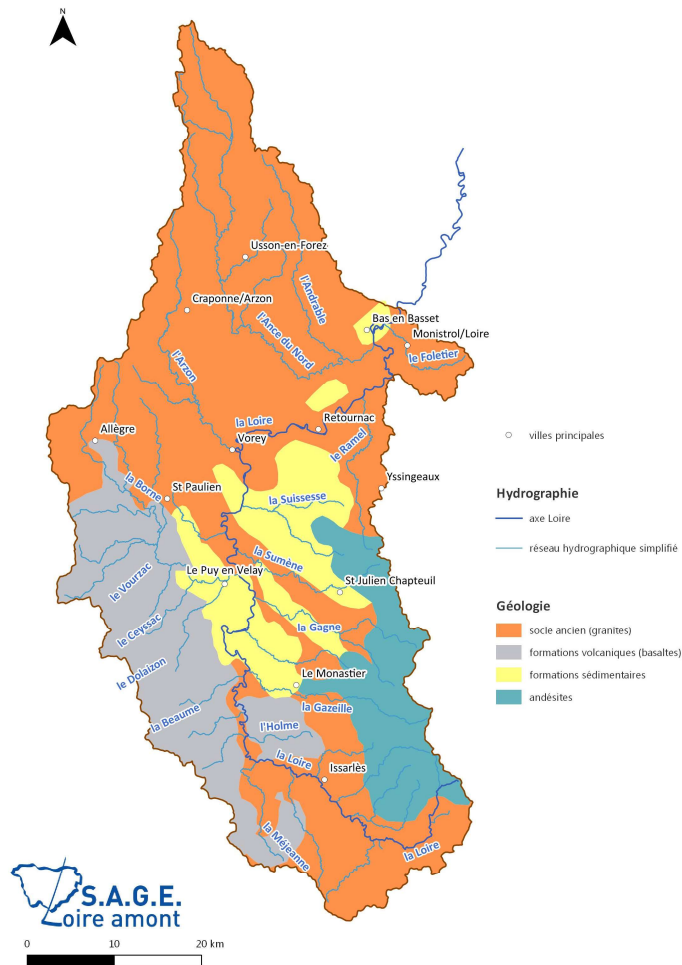 N
Usson-en-Forez
l'Andrable
Craponne/Arzon
l'Ance du Nord
Bas en Basset
Monistrol/Loire
le Foletier
l'Arzon
la Loire
Retournac
Allègre
Vorey
le Ramel
villes principales
Yssingeaux
la Borne
St Paulien
la Suissesse
Hydrographie
axe Loire
réseau hydrographique simplifié
la Sumène
Le Puy en Velay
le Vourzac
St Julien Chapteuil
Géologie
le Ceyssac
la Gagne
socle ancien (granites)
formations volcaniques (basaltes)
le Dolaizon
formations sédimentaires
Le Monastier
andésites
la Gazeille
la Beaume
l'Holme
la Loire
Issarlès
la Méjeanne
la Loire
S.A.G.E.
Loire amont
0 10 20 km